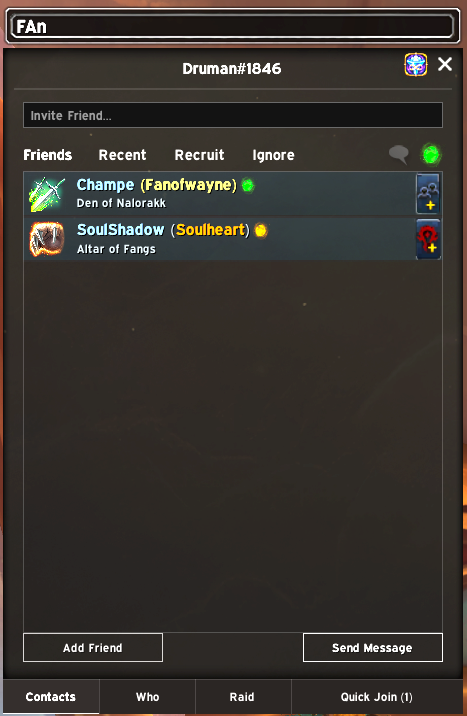 FAn
Druman#1846
Invite Friend...
Friends Recent Recruit Ignore
Champe (Fanofwayne)
Den of Nalorakk
SoulShadow (Soulheart)
Altar of Fangs
Add Friend Send Message
Contacts Who Raid Quick Join (1)